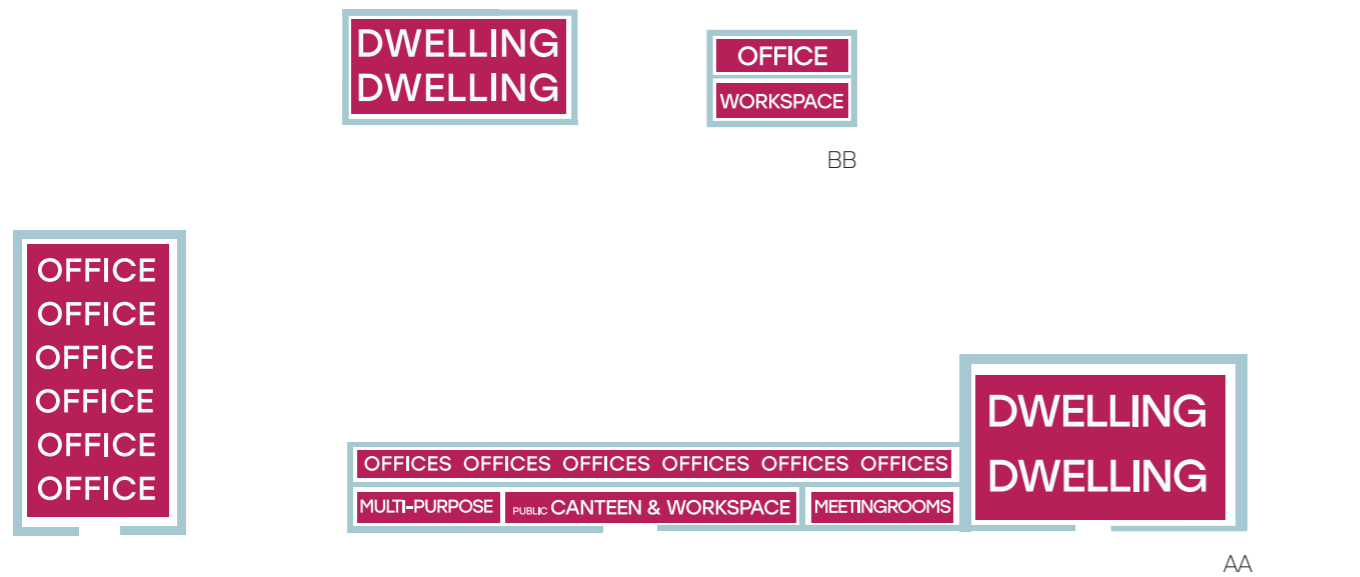 DWELLING
DWELLING
OFFICE
WORKSPACE
BB
OFFICE
OFFICE
OFFICE
OFFICE
OFFICE
OFFICE
OFFICES OFFICES OFFICES OFFICES OFFICES OFFICES
MULTI-PURPOSE
PUBLIC CANTEEN & WORKSPACE
MEETINGROOMS
DWELLING
DWELLING
AA